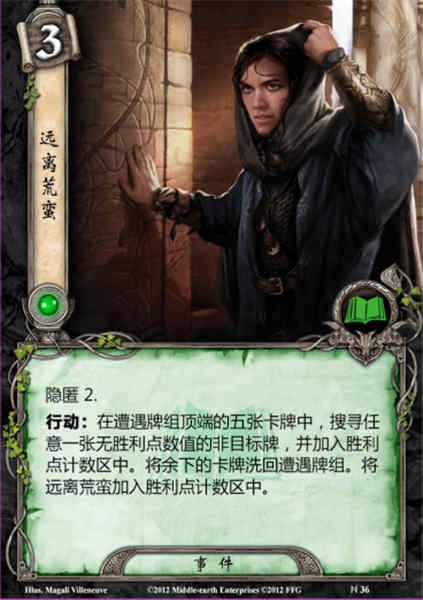 3
远离荒蛮
隐匿 2.
行动：在遭遇牌组顶端的五张卡牌中，搜寻任
意一张无胜利点数值的非目标牌，并加入胜利
点计数区中。将余下的卡牌洗回遭遇牌组。将
远离荒蛮加入胜利点计数区中。
事件
Illus. Magali Villeneuve ©2012 Middle-earth Enterprises ©2012 FFG 36